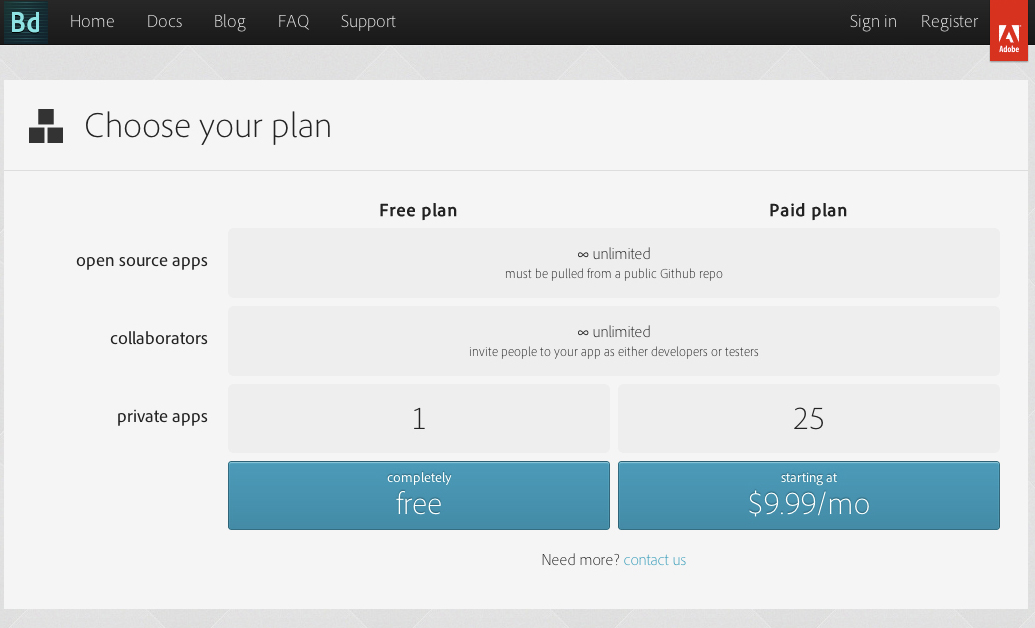 Bd Home Docs Blog FAQ Support Sign in Register
Adobe
Choose your plan
Free plan Paid plan
open source apps
∞ unlimited
must be pulled from a public Github repo
collaborators
∞ unlimited
invite people to your app as either developers or testers
private apps 1 25
completely starting at
free $9.99/mo
Need more? contact us